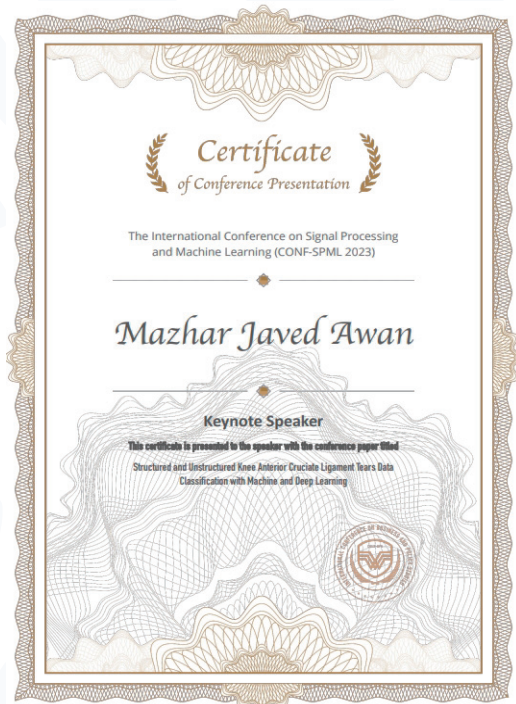 Certificate
of Conference Presentation
The International Conference on Signal Processing
and Machine Learning (CONF-SPML 2023)
Mazhar Javed Awan
Keynote Speaker
This certificate is presented to the speaker with the conference paper titled
Structured and Unstructured Knee Anterior Cruciate Ligament Tears Data
Classification with Machine and Deep Learning